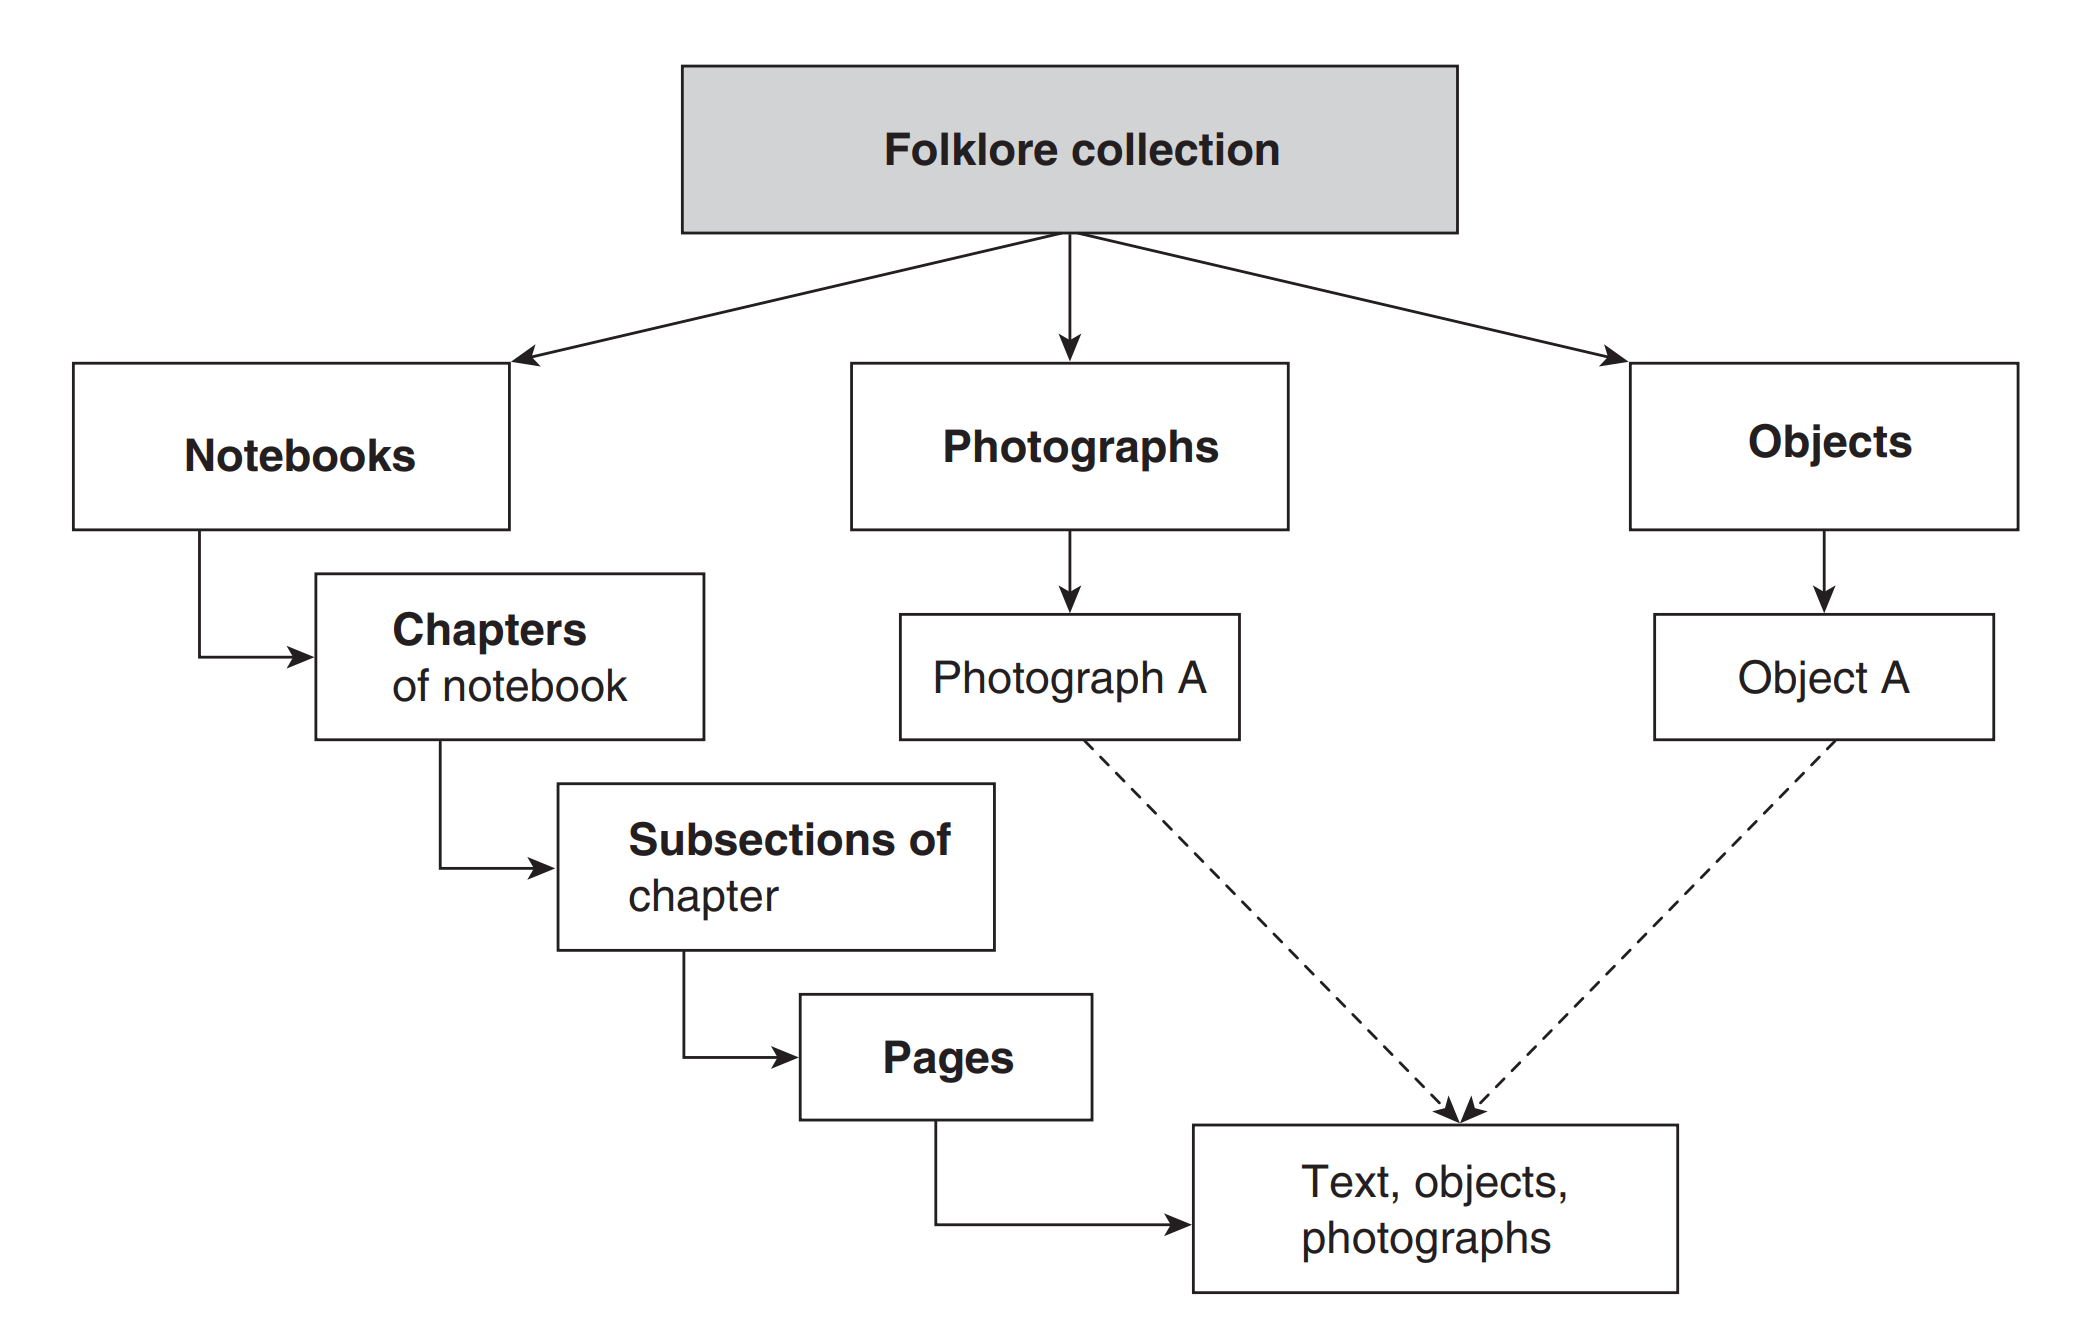 Folklore collection
Notebooks
Photographs
Objects
Chapters
of notebook
Photograph A
Object A
Subsections of
chapter
Pages
Text, objects,
photographs